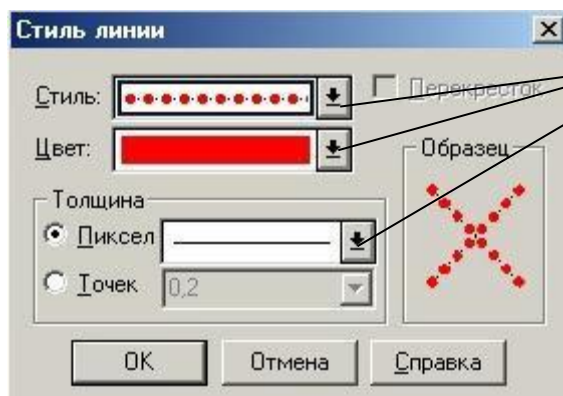 Стиль линии
Стиль:
Перекресток
Цвет:
Образец
Толщина
Пиксел
Точек
0,2
OK
Отмена
Справка